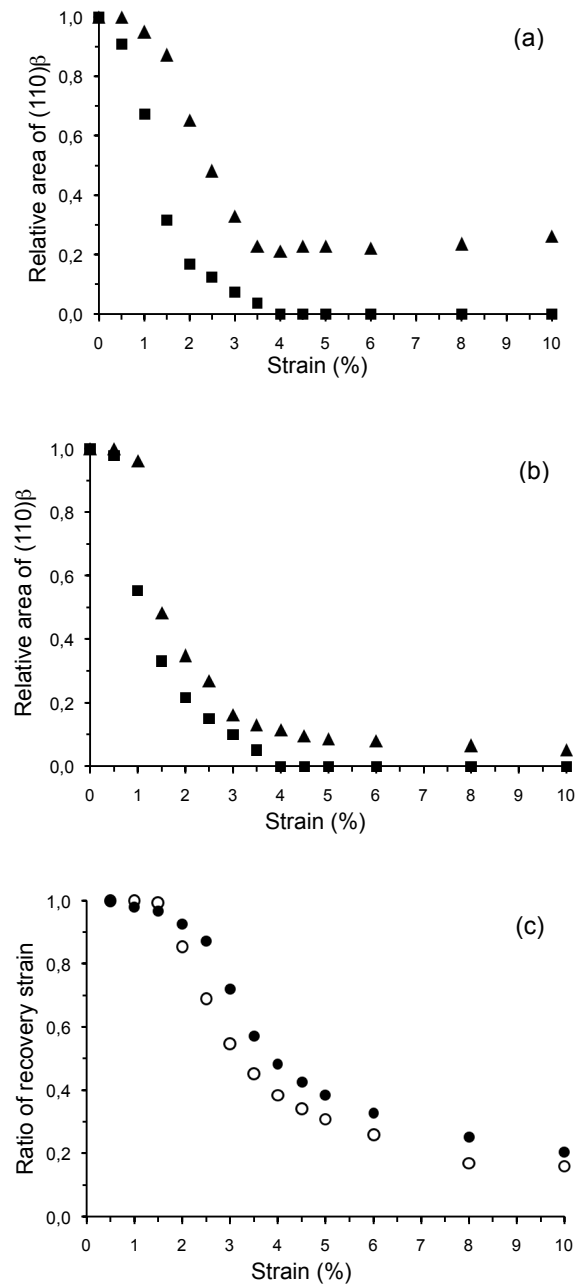 (a)
Relative area of (110)β
1,0
0,8
0,6
0,4
0,2
0,0
0 1 2 3 4 5 6 7 8 9 10
Strain (%)
(b)
Relative area of (110)β
1,0
0,8
0,6
0,4
0,2
0,0
0 1 2 3 4 5 6 7 8 9 10
Strain (%)
(c)
Ratio of recovery strain
1,0
0,8
0,6
0,4
0,2
0,0
0 1 2 3 4 5 6 7 8 9 10
Strain (%)